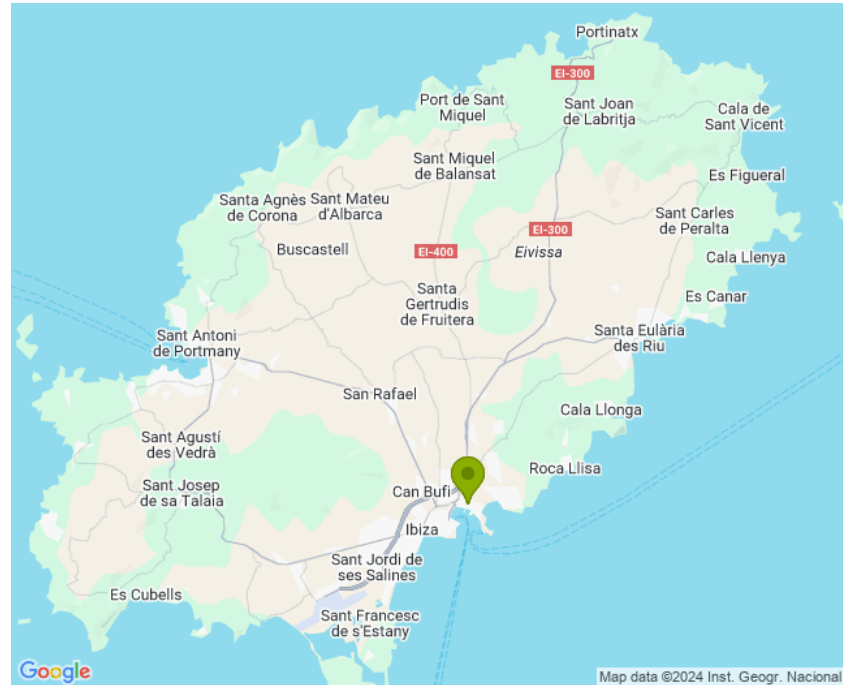 Portinatx
EI-300
Port de Sant
Miquel
Sant Joan
de Labritja
Cala de
Sant Vicent
Sant Miquel
de Balansat
Es Figueral
Santa Agnès
de Corona
Sant Mateu
d'Albarca
Sant Carles
de Peralta
EI-300
Buscastell
EI-400
Eivissa
Cala Llenya
Santa
Gertrudis
de Fruitera
Es Canar
Sant Antoni
de Portmany
Santa Eulària
des Riu
San Rafael
Cala Llonga
Sant Agustí
des Vedrà
Roca Llisa
Sant Josep
de sa Talaia
Can Bufí
Ibiza
Sant Jordi de
ses Salines
Es Cubells
Sant Francesc
de s'Estany
Google
Map data ©2024 Inst. Geogr. Nacional